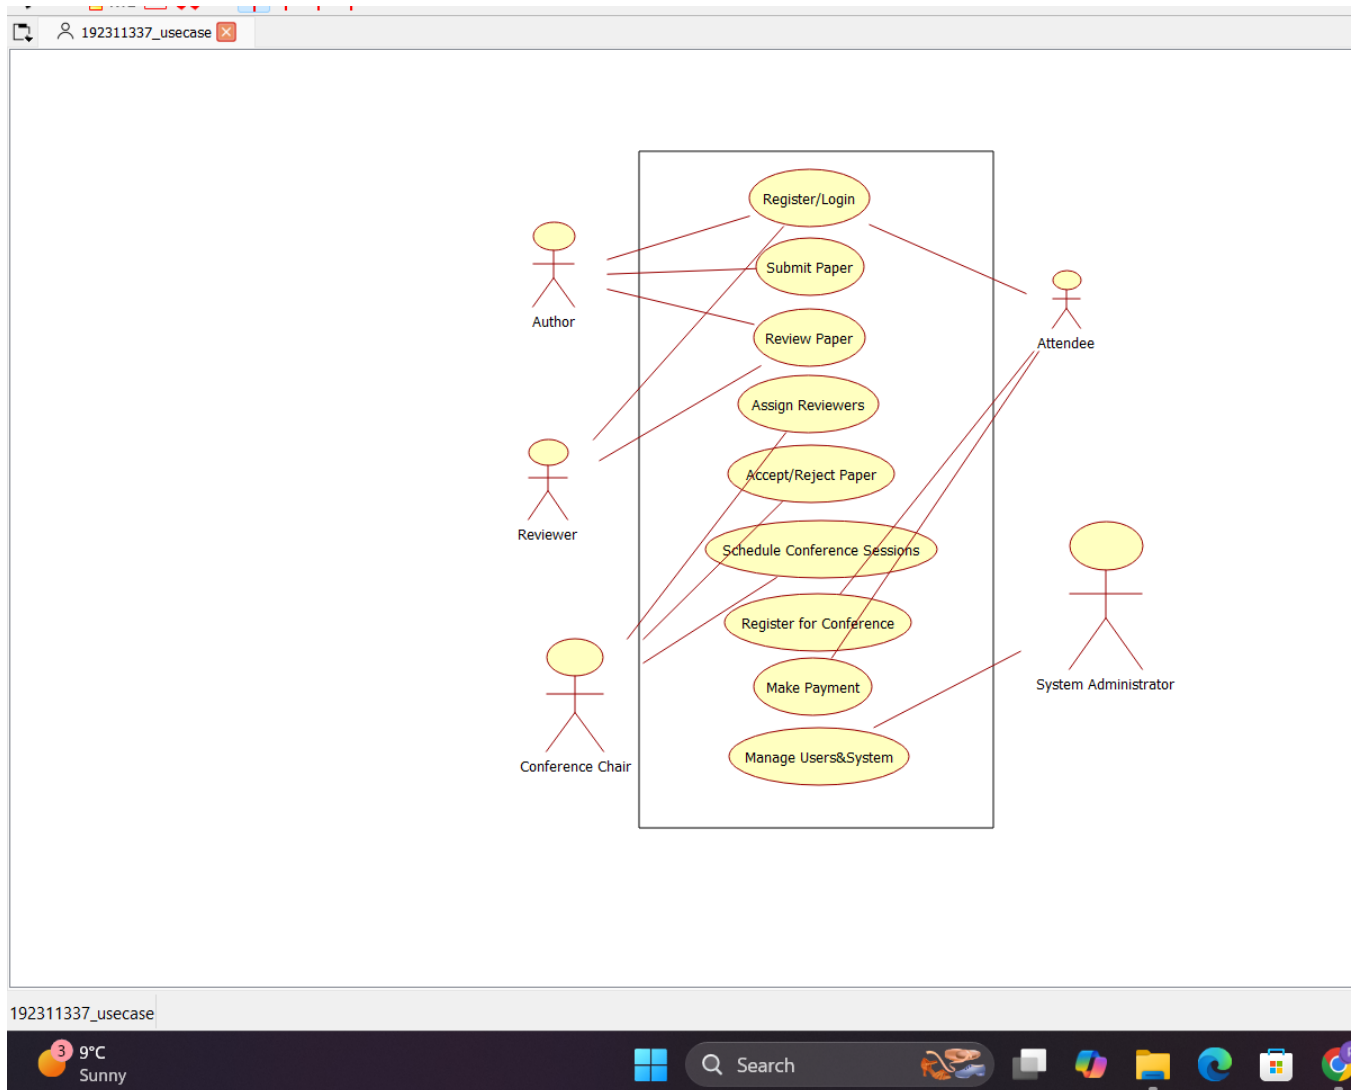 192311337_usecase
Register/Login
Submit Paper
Author
Review Paper
Attendee
Assign Reviewers
Accept/Reject Paper
Reviewer
Schedule Conference Sessions
Register for Conference
Make Payment
System Administrator
Manage Users&System
Conference Chair
192311337_usecase
3
9°C
Sunny
Search